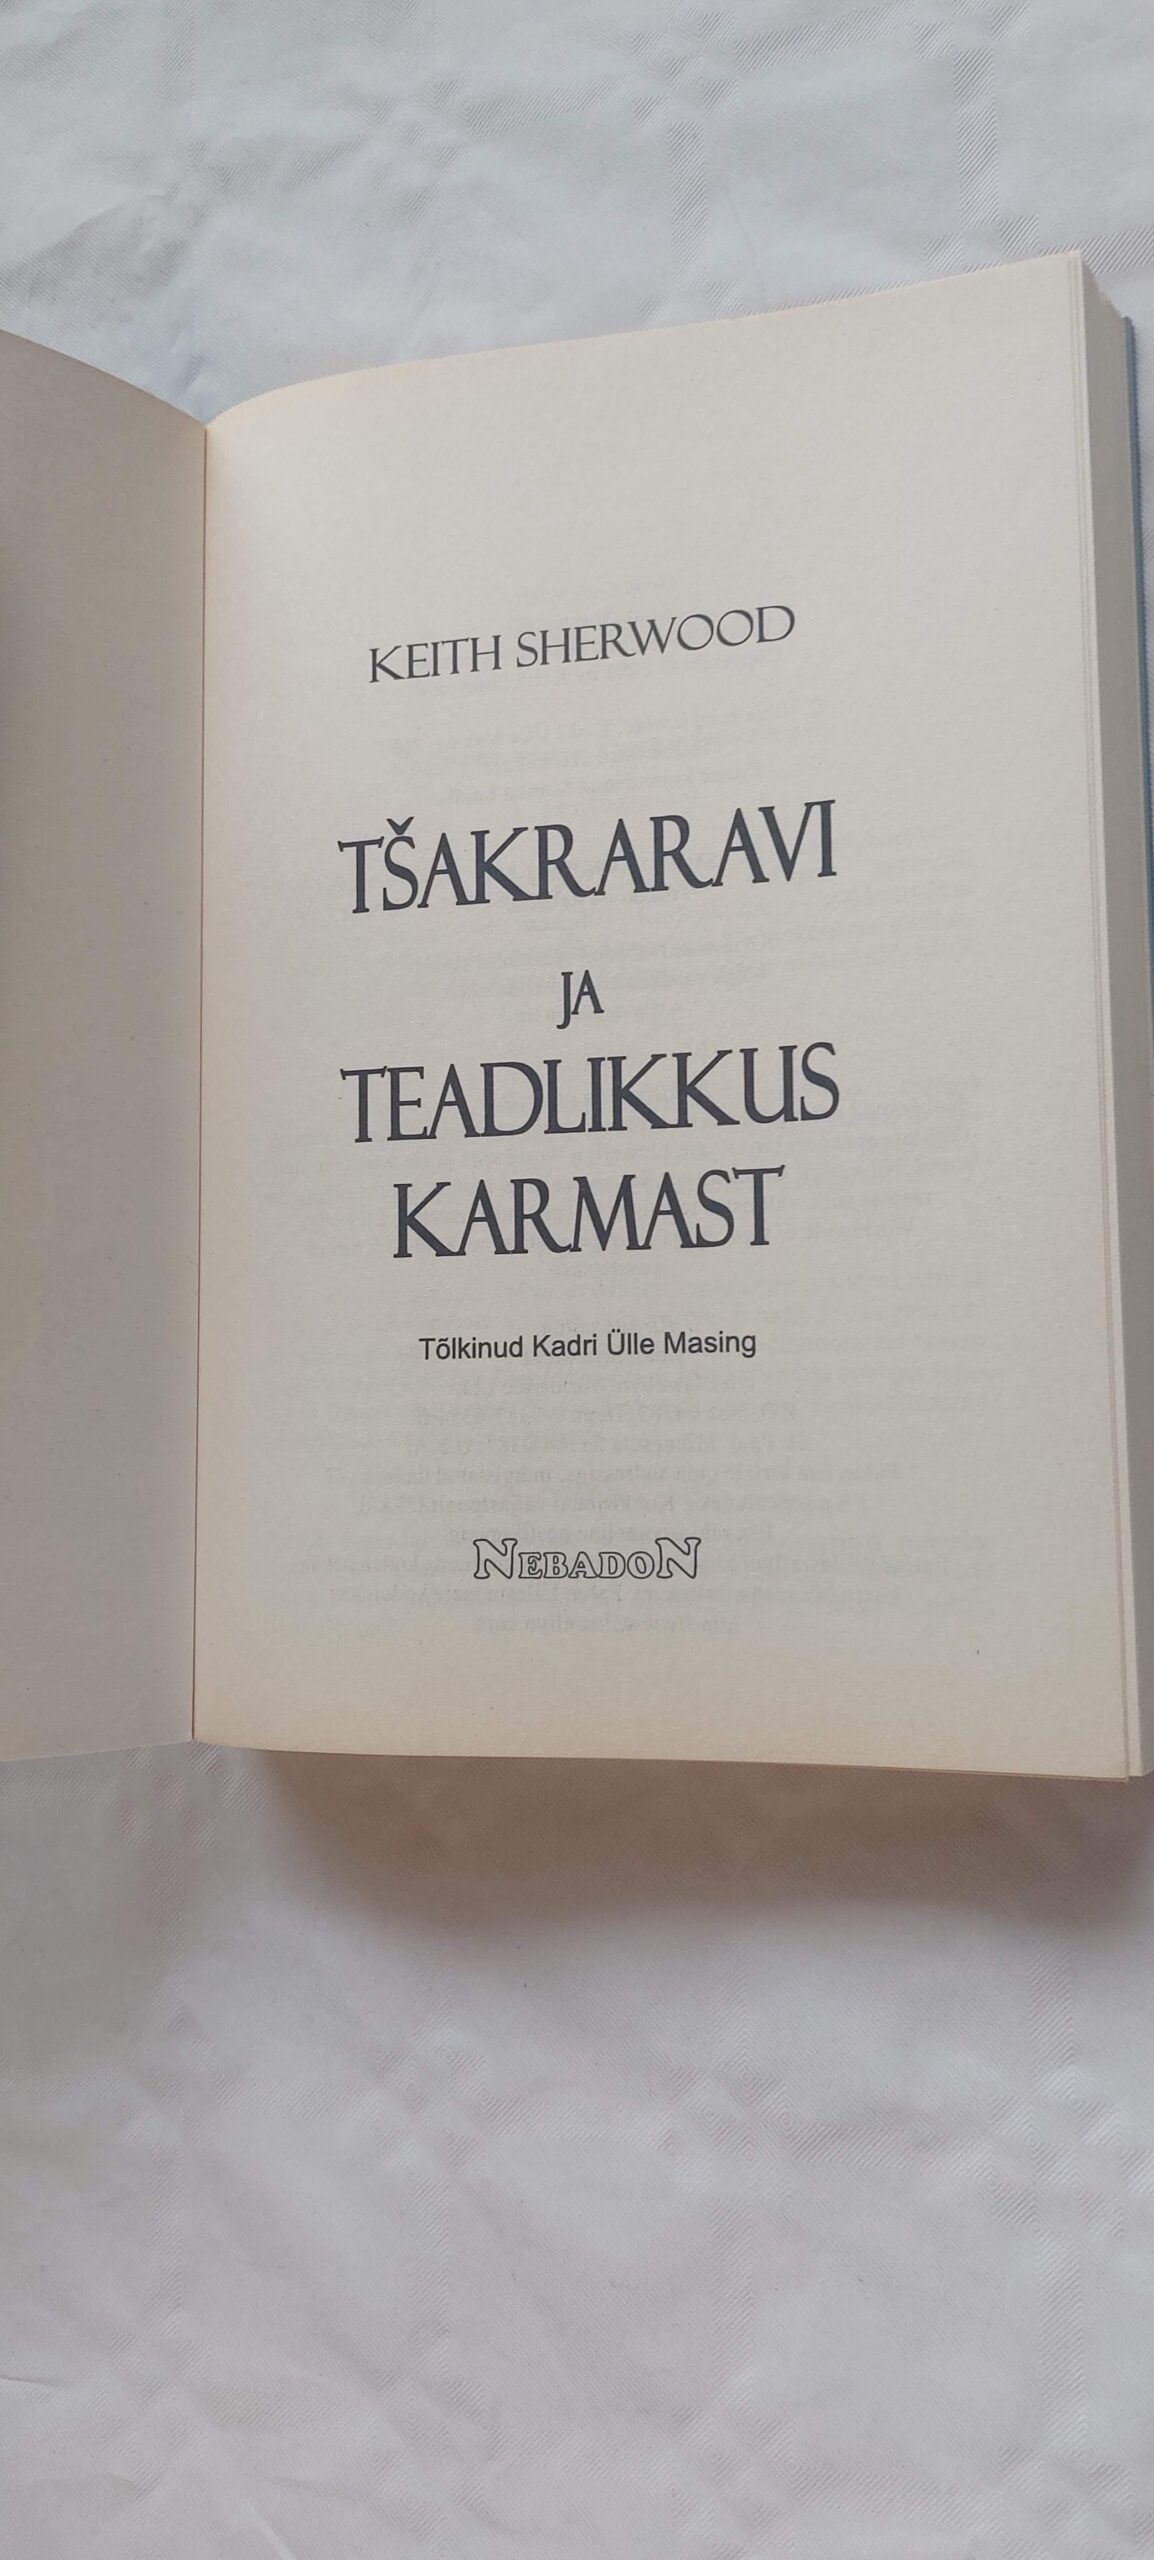 KEITH SHERWOOD
TŠAKRARAVI
JA
TEADLIKKUS
KARMAST
Tõlkinud Kadri Ülle Masing
NEBADON